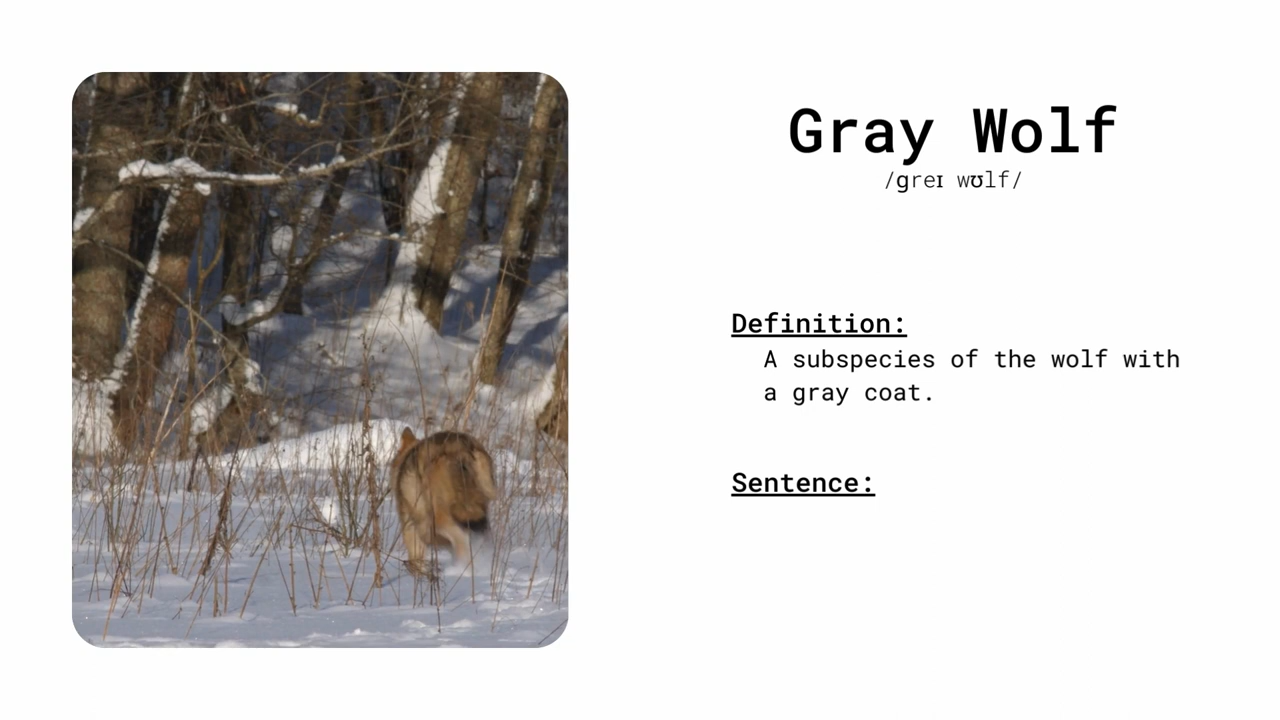 Gray Wolf
/ɡreɪ wʊlf/
Definition:
A subspecies of the wolf with
a gray coat.
Sentence: